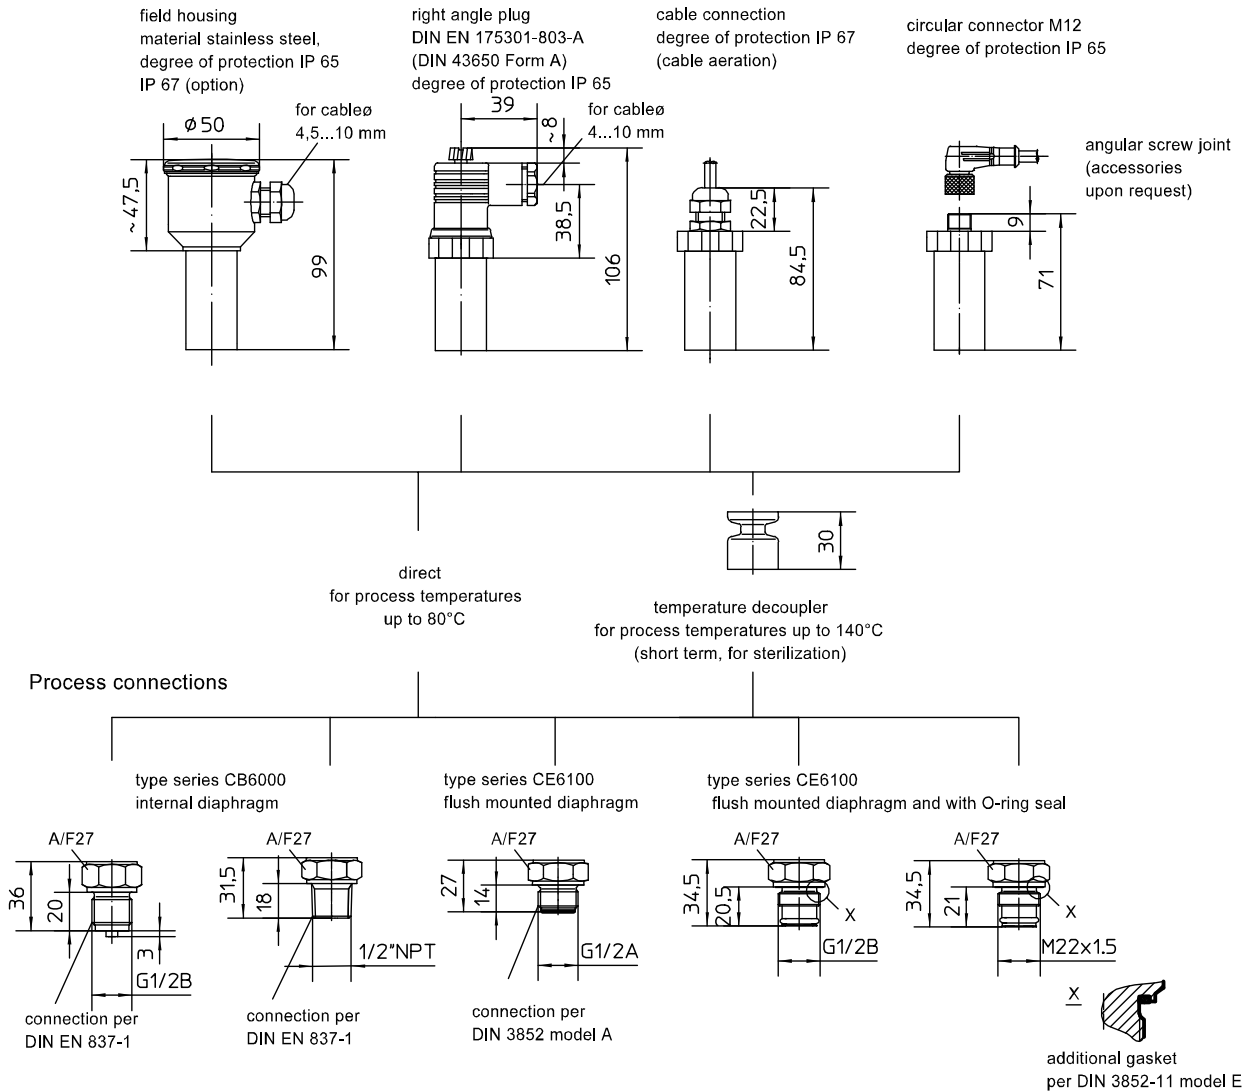 field housing
material stainless steel,
degree of protection IP 65
IP 67 (option)
right angle plug
DIN EN 175301-803-A
(DIN 43650 Form A)
degree of protection IP 65
cable connection
degree of protection IP 67
(cable aeration)
circular connector M12
degree of protection IP 65
for cableø
4,5...10 mm
ø50
~47,5
99
39
for cableø
4...10 mm
~8
38,5
106
22,5
84,5
angular screw joint
(accessories
upon request)
9
71
direct
for process temperatures
up to 80°C
30
temperature decoupler
for process temperatures up to 140°C
(short term, for sterilization)
Process connections
type series CB6000
internal diaphragm
type series CE6100
flush mounted diaphragm
type series CE6100
flush mounted diaphragm and with O-ring seal
A/F27
36
20
3
G1/2B
connection per
DIN EN 837-1
A/F27
31,5
18
1/2"NPT
connection per
DIN EN 837-1
A/F27
27
14
G1/2A
connection per
DIN 3852 model A
A/F27
34,5
20,5
X
G1/2B
A/F27
34,5
21
X
M22x1.5
X
additional gasket
per DIN 3852-11 model E